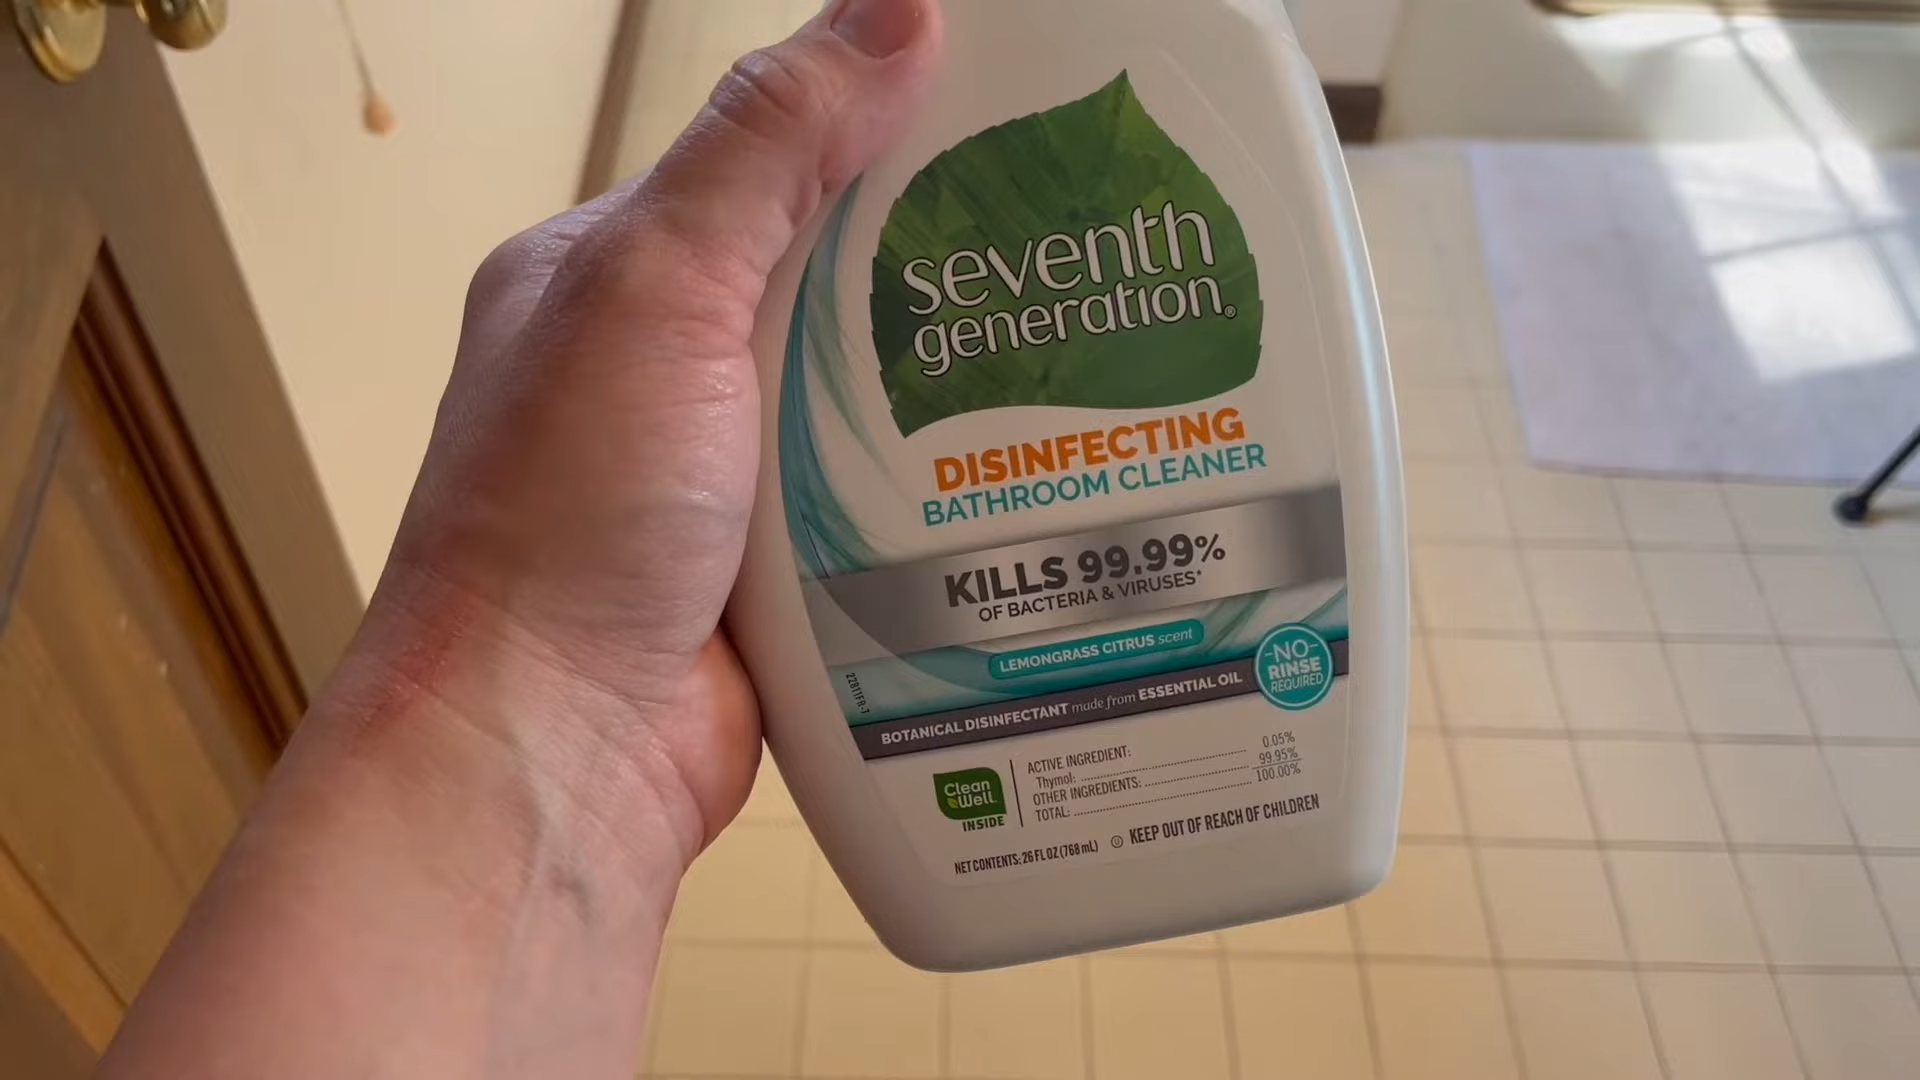 seventh
generation®
DISINFECTING
BATHROOM CLEANER
KILLS 99.99%
OF BACTERIA & VIRUSES*
LEMONGRASS CITRUS scent
-NO-
RINSE
REQUIRED
BOTANICAL DISINFECTANT made from ESSENTIAL OIL
Clean
Well
INSIDE
ACTIVE INGREDIENT:
Thymol: 0.05%
OTHER INGREDIENTS: 99.95%
TOTAL: 100.00%
NET CONTENTS: 26 FL OZ (768 mL) Ⓤ KEEP OUT OF REACH OF CHILDREN